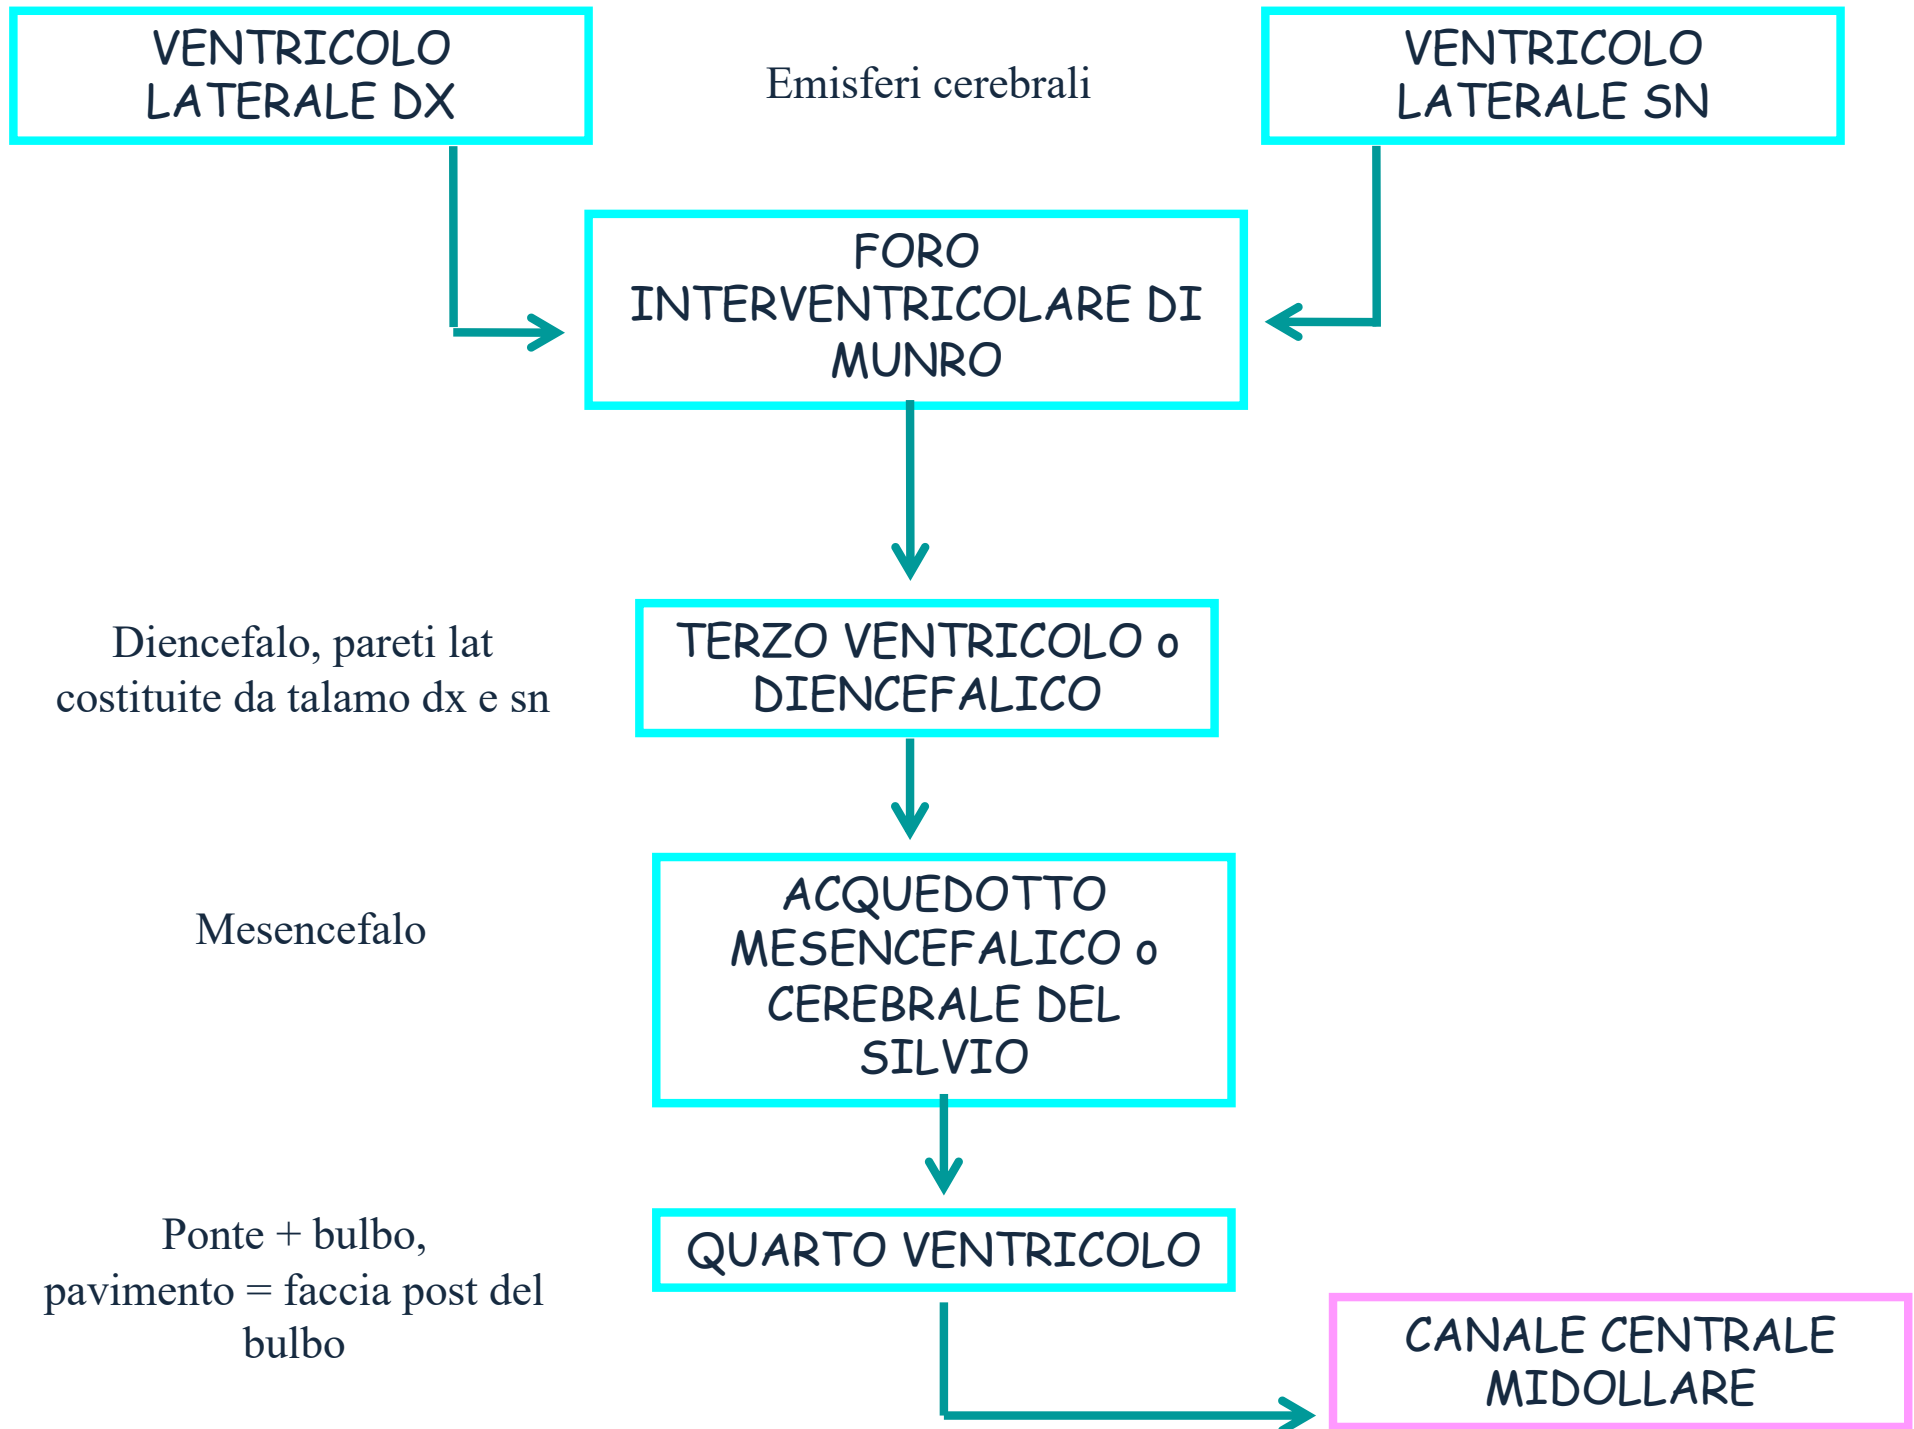 VENTRICOLO
LATERALE DX
Emisferi cerebrali
VENTRICOLO
LATERALE SN
FORO
INTERVENTRICOLARE DI
MUNRO
Diencefalo, pareti lat
costituite da talamo dx e sn
TERZO VENTRICOLO o
DIENCEFALICO
Mesencefalo
ACQUEDOTTO
MESENCEFALICO o
CEREBRALE DEL
SILVIO
Ponte + bulbo,
pavimento = faccia post del
bulbo
QUARTO VENTRICOLO
CANALE CENTRALE
MIDOLLARE